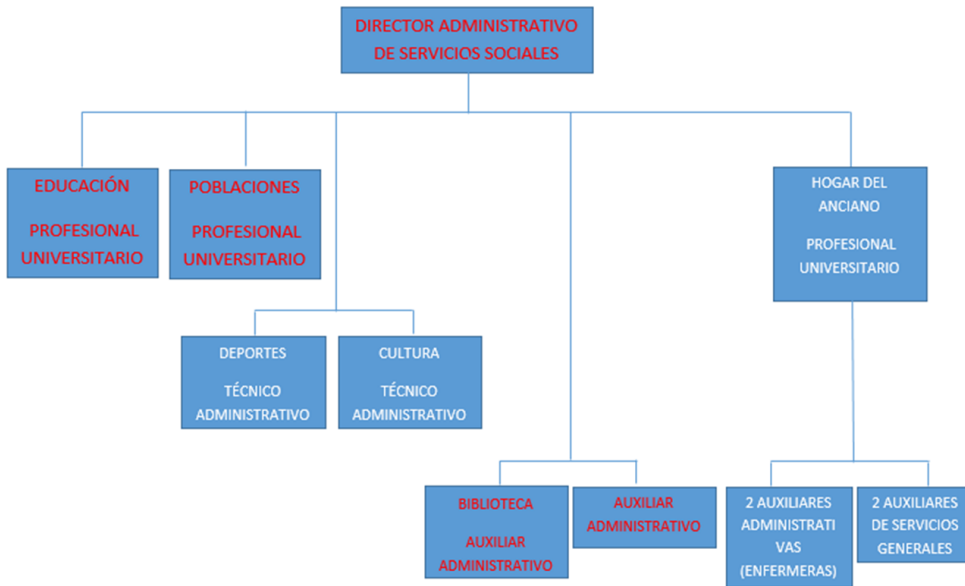 DIRECTOR ADMINISTRATIVO
DE SERVICIOS SOCIALES
EDUCACIÓN
PROFESIONAL
UNIVERSITARIO
POBLACIONES
PROFESIONAL
UNIVERSITARIO
HOGAR DEL
ANCIANO
PROFESIONAL
UNIVERSITARIO
DEPORTES
TÉCNICO
ADMINISTRATIVO
CULTURA
TÉCNICO
ADMINISTRATIVO
BIBLIOTECA
AUXILIAR
ADMINISTRATIVO
AUXILIAR
ADMINISTRATIVO
2 AUXILIARES
ADMINISTRATI
VAS
(ENFERMERAS)
2 AUXILIARES
DE SERVICIOS
GENERALES